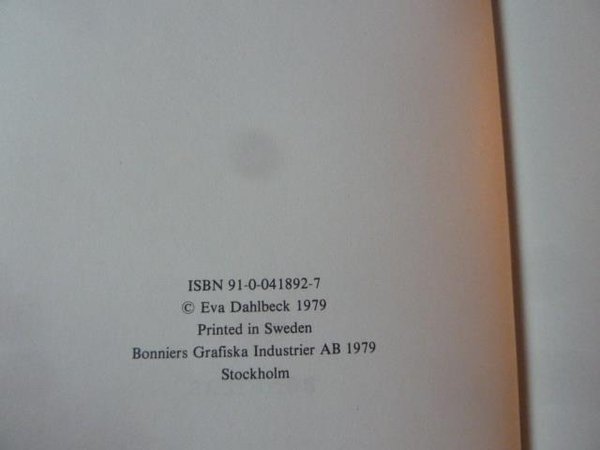 ISBN 91-0-041892-7
© Eva Dahlbeck 1979
Printed in Sweden
Bonniers Grafiska Industrier AB 1979
Stockholm